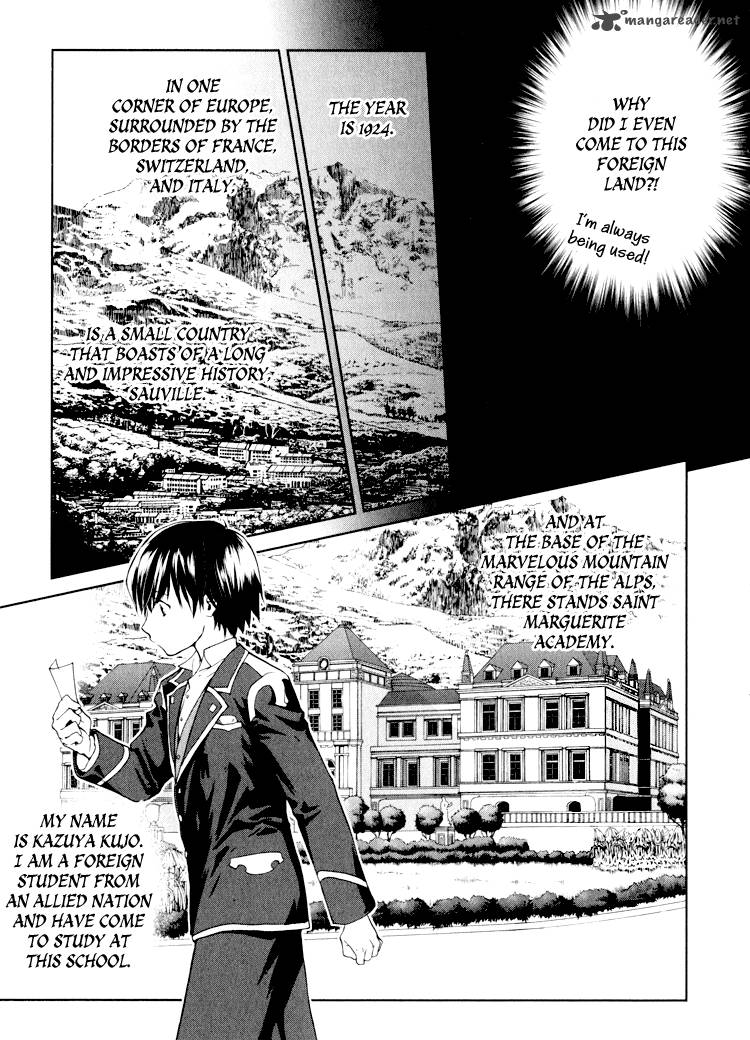 mangareader.net
WHY
DID I EVEN
COME TO THIS
FOREIGN
LAND?!
I'm always
being used!
THE YEAR
IS 1924.
IN ONE
CORNER OF EUROPE,
SURROUNDED BY THE
BORDERS OF FRANCE,
SWITZERLAND,
AND ITALY,
IS A SMALL COUNTRY
THAT BOASTS OF A LONG
AND IMPRESSIVE HISTORY,
SAUVILLE.
AND AT
THE BASE OF THE
MARVELOUS MOUNTAIN
RANGE OF THE ALPS,
THERE STANDS SAINT
MARGUERITE
ACADEMY.
MY NAME
IS KAZUYA KUJO.
I AM A FOREIGN
STUDENT FROM
AN ALLIED NATION
AND HAVE COME
TO STUDY AT
THIS SCHOOL.